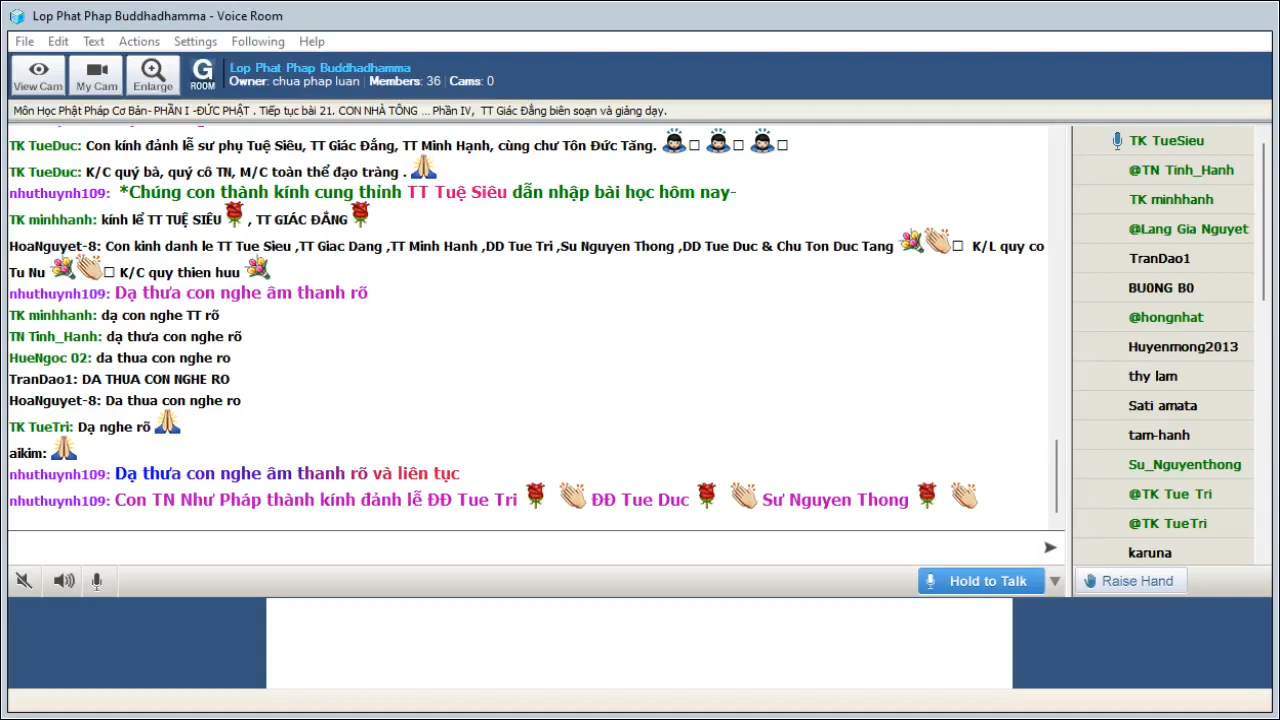 Lop Phat Phap Buddhadhamma - Voice Room
File Edit Text Actions Settings Following Help
View Cam My Cam Enlarge G ROOM
Lop Phat Phap Buddhadhamma
Owner: chua phap luan | Members: 36 | Cams: 0
Môn Học Phật Pháp Cơ Bản- PHẦN I -ĐỨC PHẬT . Tiếp tục bài 21. CON NHÀ TÔNG ... Phần IV, TT Giác Đẳng biên soạn và giảng dạy.
TK TueDuc: Con kính đảnh lễ sư phụ Tuệ Siêu, TT Giác Đẳng, TT Minh Hạnh, cùng chư Tôn Đức Tăng.
TK TueDuc: K/C quý bà, quý cô TN, M/C toàn thể đạo tràng .
nhuthuynh109: *Chúng con thành kính cung thỉnh TT Tuệ Siêu dẫn nhập bài học hôm nay-
TK minhhanh: kính lể TT TUỆ SIÊU , TT GIÁC ĐẲNG
HoaNguyet-8: Con kinh danh le TT Tue Sieu ,TT Giac Dang ,TT Minh Hanh ,DD Tue Tri ,Su Nguyen Thong ,DD Tue Duc & Chu Ton Duc Tang K/L quy co
Tu Nu K/C quy thien huu
nhuthuynh109: Dạ thưa con nghe âm thanh rõ
TK minhhanh: dạ con nghe TT rõ
TN Tinh_Hanh: dạ thưa con nghe rõ
HueNgoc 02: da thua con nghe ro
TranDao1: DA THUA CON NGHE RO
HoaNguyet-8: Da thua con nghe ro
TK TueTri: Dạ nghe rõ
aikim:
nhuthuynh109: Dạ thưa con nghe âm thanh rõ và liên tục
nhuthuynh109: Con TN Như Pháp thành kính đảnh lễ ĐĐ Tue Tri ĐĐ Tue Duc Sư Nguyen Thong
TK TueSieu
@TN Tinh_Hanh
TK minhhanh
@Lang Gia Nguyet
TranDao1
BU0NG B0
@hongnhat
Huyenmong2013
thy lam
Sati amata
tam-hanh
Su_Nguyenthong
@TK Tue Tri
@TK TueTri
karuna
Hold to Talk
Raise Hand